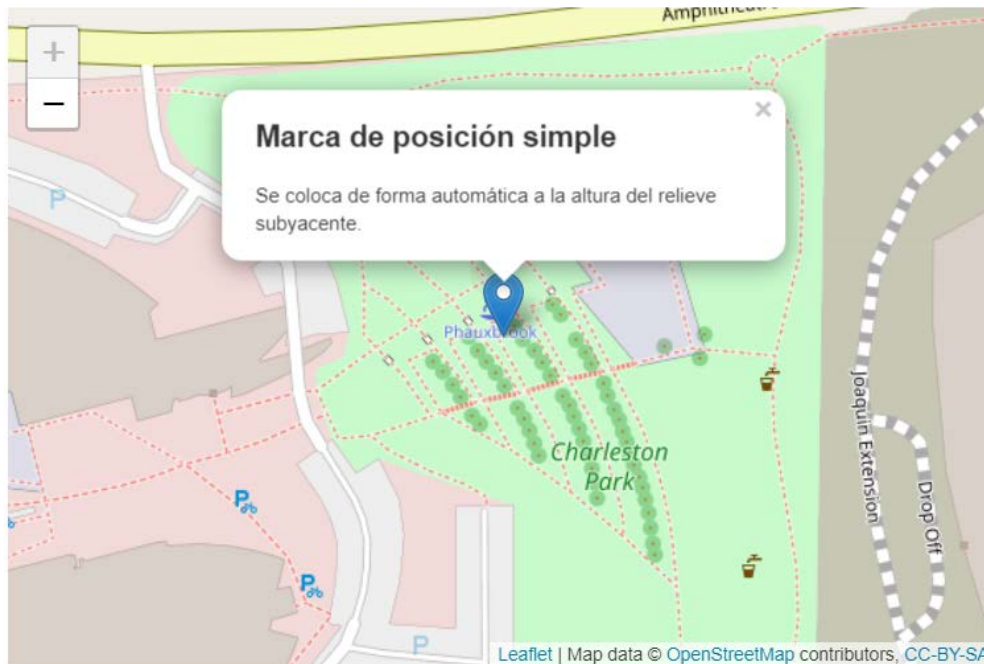 Amphitheatre
+
−
×
Marca de posición simple
Se coloca de forma automática a la altura del relieve
subyacente.
P
Phauxbrook
Charleston
Park
Joaquin Extension
Drop Off
P
P
P
Leaflet | Map data © OpenStreetMap contributors, CC-BY-SA